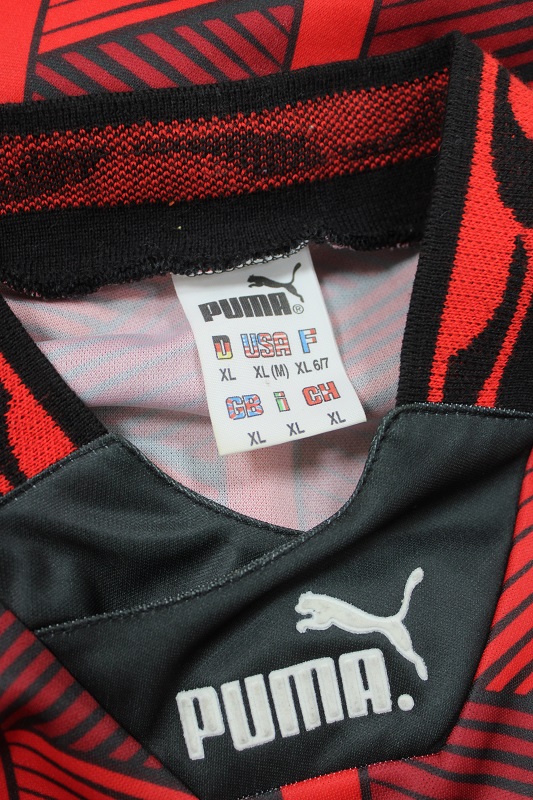 PUMA®
D USA F
XL XL (M) XL 6/7
GB i CH
XL XL XL
PUMA.